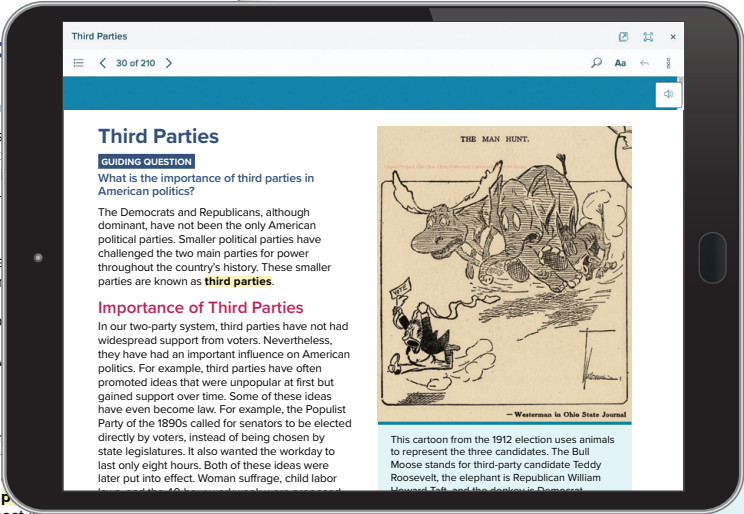 Third Parties
30 of 210
Aa
Third Parties
GUIDING QUESTION
What is the importance of third parties in
American politics?
The Democrats and Republicans, although
dominant, have not been the only American
political parties. Smaller political parties have
challenged the two main parties for power
throughout the country's history. These smaller
parties are known as third parties.
Importance of Third Parties
In our two-party system, third parties have not had
widespread support from voters. Nevertheless,
they have had an important influence on American
politics. For example, third parties have often
promoted ideas that were unpopular at first but
gained support over time. Some of these ideas
have even become law. For example, the Populist
Party of the 1890s called for senators to be elected
directly by voters, instead of being chosen by
state legislatures. It also wanted the workday to
last only eight hours. Both of these ideas were
later put into effect. Woman suffrage, child labor
THE MAN HUNT.
VOTE
— Westerman in Ohio State Journal
This cartoon from the 1912 election uses animals
to represent the three candidates. The Bull
Moose stands for third-party candidate Teddy
Roosevelt, the elephant is Republican William
Howard Taft, and the donkey is Democrat